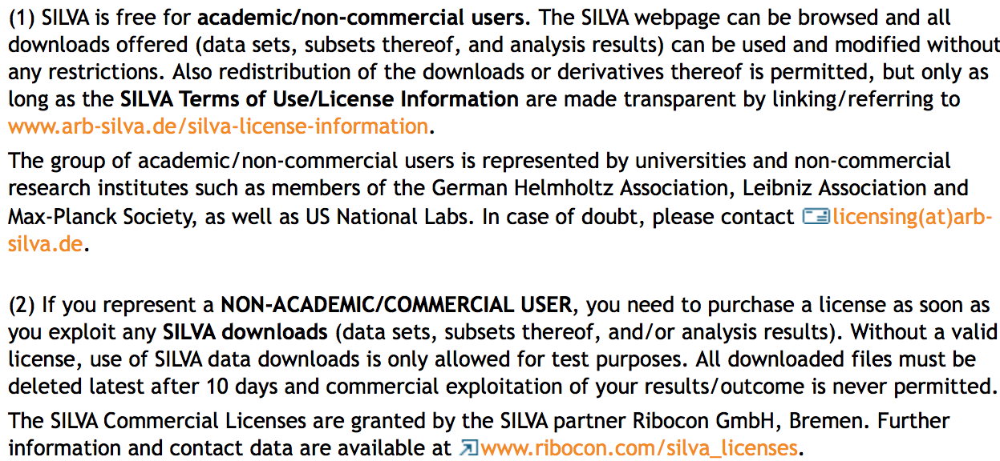 (1) SILVA is free for academic/non-commercial users. The SILVA webpage can be browsed and all
downloads offered (data sets, subsets thereof, and analysis results) can be used and modified without
any restrictions. Also redistribution of the downloads or derivatives thereof is permitted, but only as
long as the SILVA Terms of Use/License Information are made transparent by linking/referring to
www.arb-silva.de/silva-license-information.
The group of academic/non-commercial users is represented by universities and non-commercial
research institutes such as members of the German Helmholtz Association, Leibniz Association and
Max-Planck Society, as well as US National Labs. In case of doubt, please contact licensing(at)arb-
silva.de.
(2) If you represent a NON-ACADEMIC/COMMERCIAL USER, you need to purchase a license as soon as
you exploit any SILVA downloads (data sets, subsets thereof, and/or analysis results). Without a valid
license, use of SILVA data downloads is only allowed for test purposes. All downloaded files must be
deleted latest after 10 days and commercial exploitation of your results/outcome is never permitted.
The SILVA Commercial Licenses are granted by the SILVA partner Ribocon GmbH, Bremen. Further
information and contact data are available at www.ribocon.com/silva_licenses.